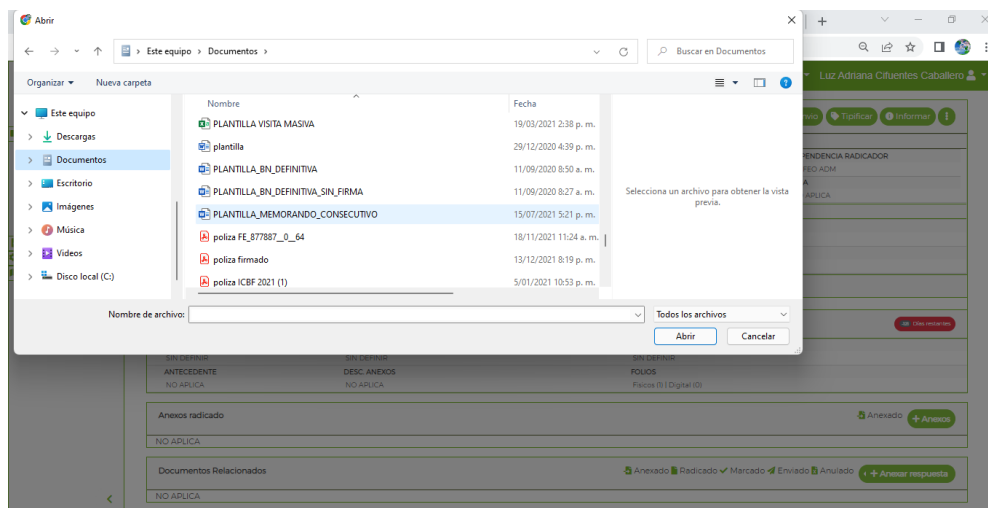 Abrir
Este equipo > Documentos >
Buscar en Documentos
Organizar
Nueva carpeta
Luz Adriana Cifuentes Caballero
Este equipo
Descargas
Documentos
Escritorio
Imágenes
Música
Videos
Disco local (C:)
Nombre
Fecha
PLANTILLA VISITA MASIVA
19/03/2021 2:38 p. m.
plantilla
29/12/2020 4:39 p. m.
PLANTILLA_BN_DEFINITIVA
11/09/2020 8:50 a. m.
PLANTILLA_BN_DEFINITIVA_SIN_FIRMA
11/09/2020 8:27 a. m.
PLANTILLA_MEMORANDO_CONSECUTIVO
15/07/2021 5:21 p. m.
poliza FE_877887__0__64
18/11/2021 11:24 a. m.
poliza firmado
13/12/2021 8:19 p. m.
poliza ICBF 2021 (1)
5/01/2021 10:53 p. m.
Selecciona un archivo para obtener la vista
previa.
Tipificar
Informar
PENDENCIA RADICADOR
APLICA
Nombre de archivo:
Todos los archivos
Abrir
Cancelar
Días restantes
SIN DEFINIR
SIN DEFINIR
SIN DEFINIR
ANTECEDENTE
DESC. ANEXOS
FOLIOS
NO APLICA
NO APLICA
Físicos (1) | Digital (0)
Anexos radicado
Anexado
+ Anexos
NO APLICA
Documentos Relacionados
Anexado Radicado Marcado Enviado Anulado
+ Anexar respuesta
NO APLICA